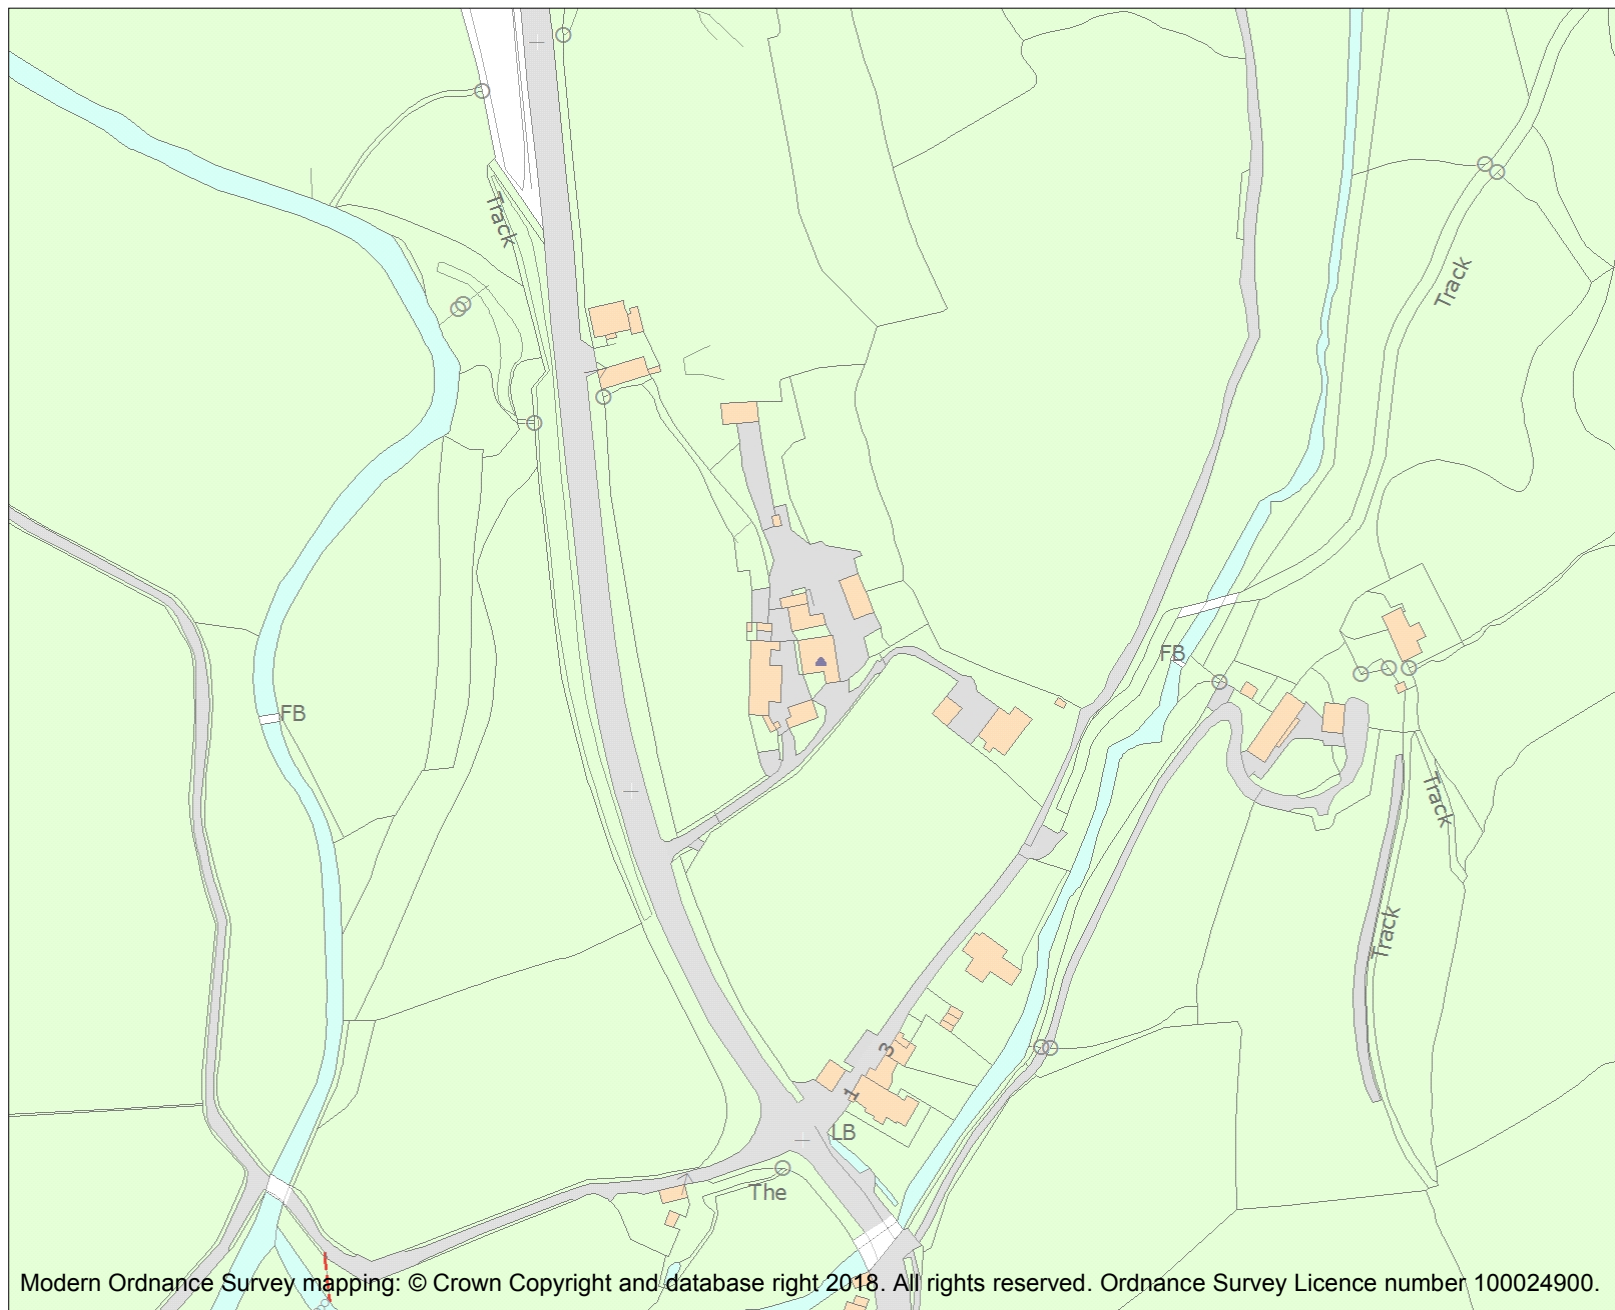 Track
Track
FB
FB
Track
Track
3
1
LB
The
Modern Ordnance Survey mapping: © Crown Copyright and database right 2018. All rights reserved. Ordnance Survey Licence number 100024900.